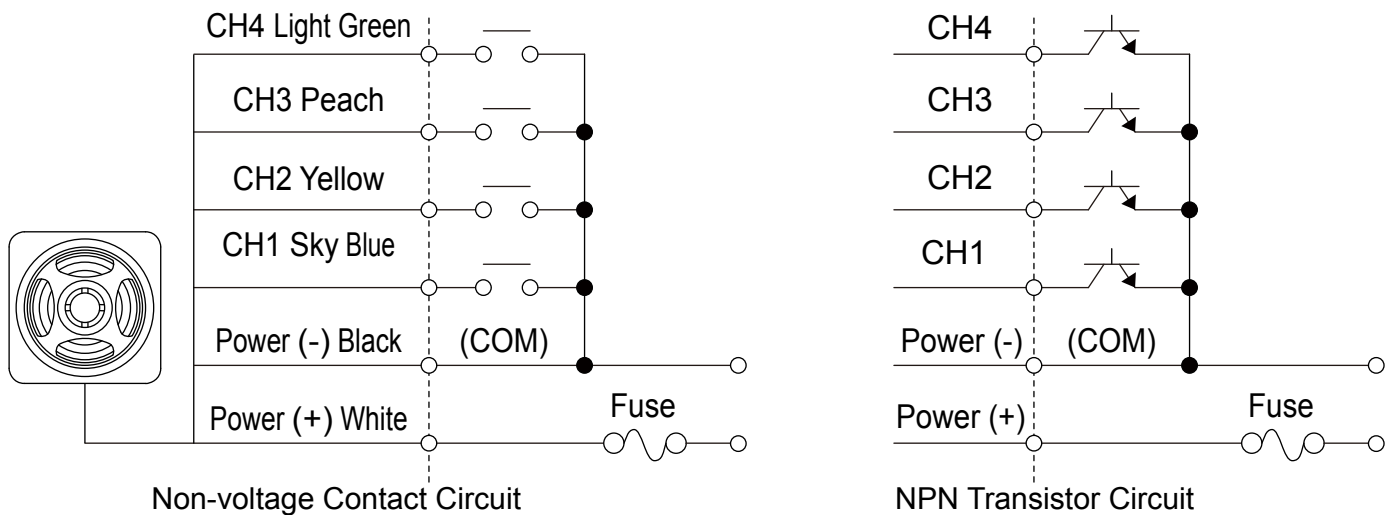 CH4 Light Green
CH3 Peach
CH2 Yellow
CH1 Sky Blue
Power (-) Black (COM)
Power (+) White Fuse
Non-voltage Contact Circuit
CH4
CH3
CH2
CH1
Power (-) (COM)
Power (+) Fuse
NPN Transistor Circuit